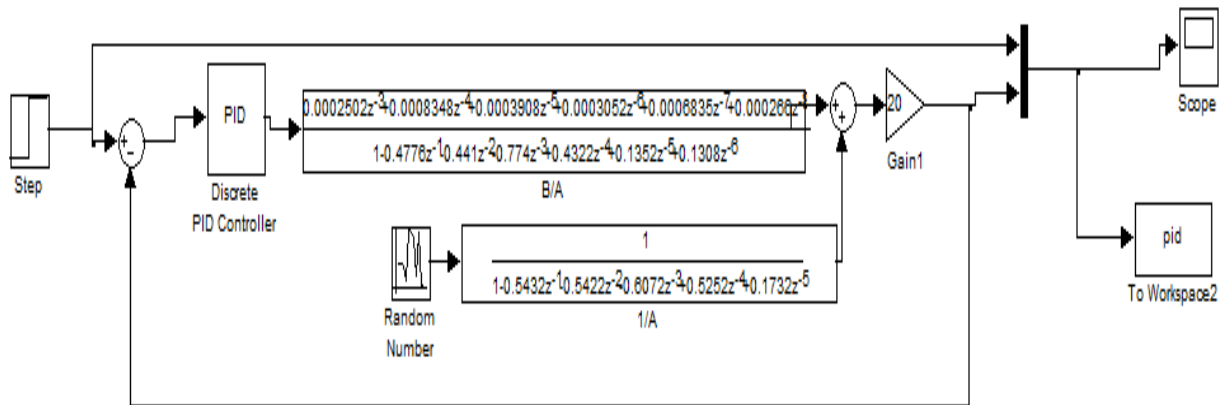 Step
+
−
PID
Discrete
PID Controller
0.0002502z-3+0.0008348z-4+0.0003908z-5+0.0003052z-6+0.0006835z-7+0.000266z-8
1-0.4776z-1-0.441z-2-0.774z-3+0.4322z-4+0.1352z-5+0.1308z-6
B/A
+
+
20
Gain1
Scope
Random
Number
1
1-0.5432z-1-0.5422z-2-0.6072z-3+0.5252z-4+0.1732z-5
1/A
pid
To Workspace2